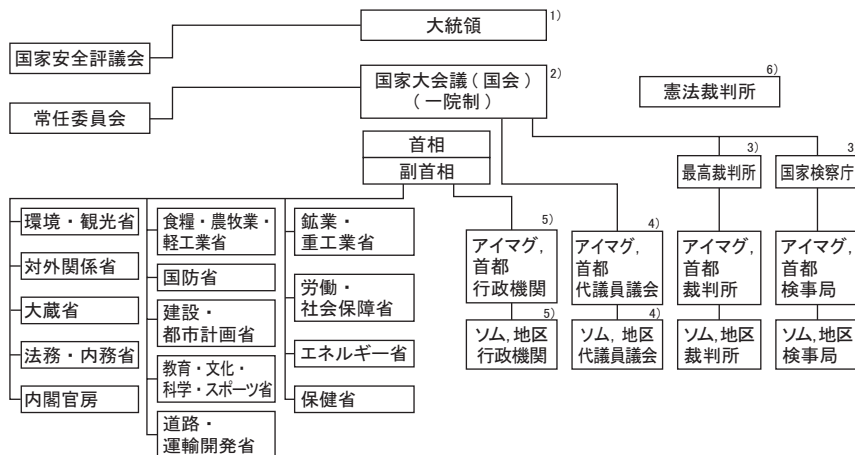 大統領 1)
国家安全評議会
国家大会議(国会) 2)
(一院制)
常任委員会
憲法裁判所 6)
首相
副首相
最高裁判所 3)
国家検察庁 3
環境・観光省
対外関係省
大蔵省
法務・内務省
内閣官房
食糧・農牧業・
軽工業省
国防省
建設・
都市計画省
教育・文化・
科学・スポーツ省
道路・
運輸開発省
鉱業・
重工業省
労働・
社会保障省
エネルギー省
保健省
アイマグ, 5)
首都
行政機関
ソム,地区 5)
行政機関
アイマグ, 4)
首都
代議員議会
ソム, 地区 4)
代議員議会
アイマグ,
首都
裁判所
ソム,地区
裁判所
アイマグ,
首都
検事局
ソム,地区
検事局